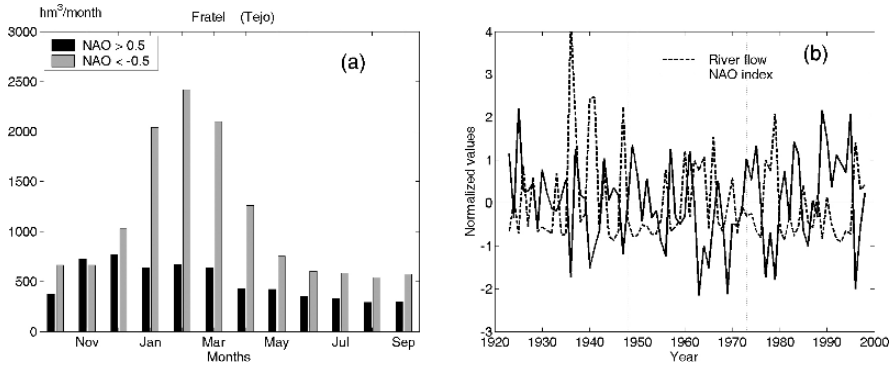 hm³/month
Fratel (Tejo)
3000
2500
2000
1500
1000
500
0
NAO > 0.5
NAO < -0.5
(a)
Nov
Jan
Mar
May
Jul
Sep
Months
(b)
4
3
2
1
0
-1
-2
-3
Normalized values
River flow
NAO index
1920
1930
1940
1950
1960
1970
1980
1990
2000
Year